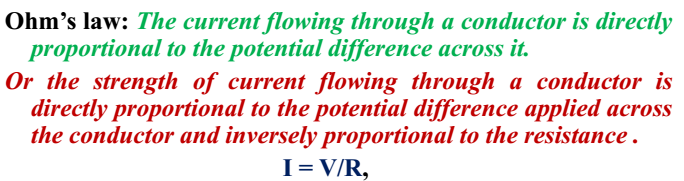 Ohm’s law: The current flowing through a conductor is directly
proportional to the potential difference across it.
Or the strength of current flowing through a conductor is
directly proportional to the potential difference applied across
the conductor and inversely proportional to the resistance .
I = V/R,